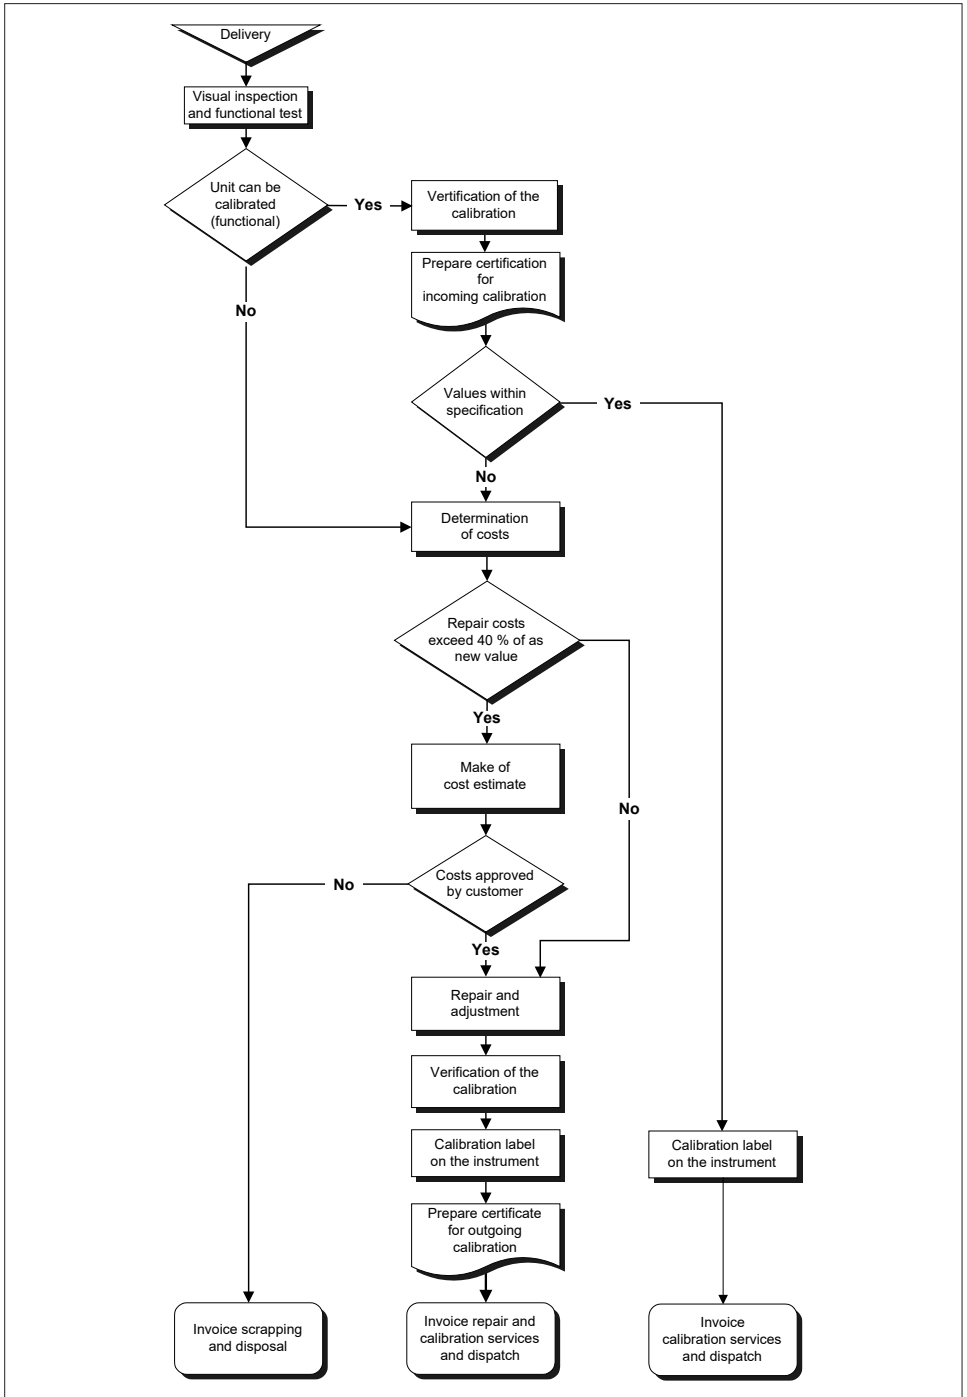 Delivery
Visual inspection
and functional test
Unit can be
calibrated
(functional)
Yes
Vertification of the
calibration
Prepare certification
for
incoming calibration
No
Values within
specification
Yes
No
Determination
of costs
Repair costs
exceed 40 % of as
new value
Yes
Make of
cost estimate
No
Costs approved
by customer
No
Yes
Repair and
adjustment
Verification of the
calibration
Calibration label
on the instrument
Calibration label
on the instrument
Prepare certificate
for outgoing
calibration
Invoice scrapping
and disposal
Invoice repair and
calibration services
and dispatch
Invoice
calibration services
and dispatch